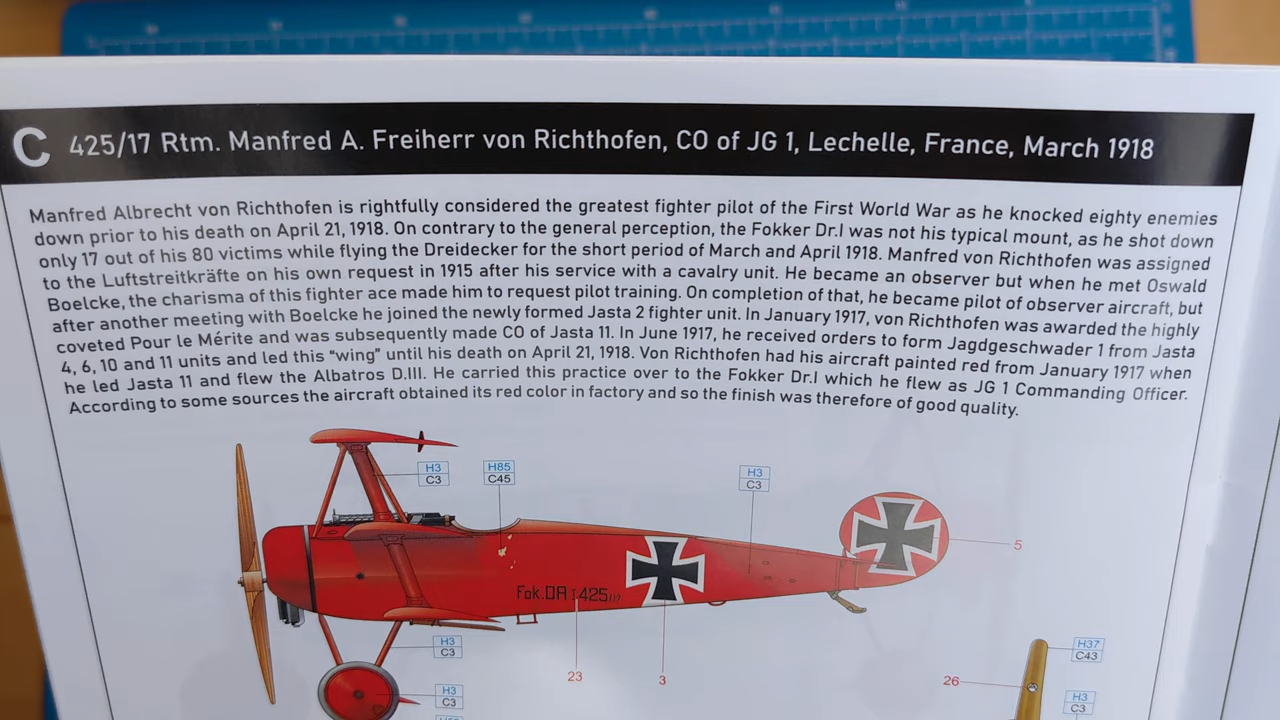 C 425/17 Rtm. Manfred A. Freiherr von Richthofen, CO of JG 1, Lechelle, France, March 1918
Manfred Albrecht von Richthofen is rightfully considered the greatest fighter pilot of the First World War as he knocked eighty enemies
down prior to his death on April 21, 1918. On contrary to the general perception, the Fokker Dr.I was not his typical mount, as he shot down
only 17 out of his 80 victims while flying the Dreidecker for the short period of March and April 1918. Manfred von Richthofen was assigned
to the Luftstreitkräfte on his own request in 1915 after his service with a cavalry unit. He became an observer but when he met Oswald
Boelcke, the charisma of this fighter ace made him to request pilot training. On completion of that, he became pilot of observer aircraft, but
after another meeting with Boelcke he joined the newly formed Jasta 2 fighter unit. In January 1917, von Richthofen was awarded the highly
coveted Pour le Mérite and was subsequently made CO of Jasta 11. In June 1917, he received orders to form Jagdgeschwader 1 from Jasta
4, 6, 10 and 11 units and led this “wing” until his death on April 21, 1918. Von Richthofen had his aircraft painted red from January 1917 when
he led Jasta 11 and flew the Albatros D.III. He carried this practice over to the Fokker Dr.I which he flew as JG 1 Commanding Officer.
According to some sources the aircraft obtained its red color in factory and so the finish was therefore of good quality.
H3
C3
H85
C45
H3
C3
5
Fok.DR I 425/17
H3
C3
23
3
H37
C43
26
H3
C3
H3
C3